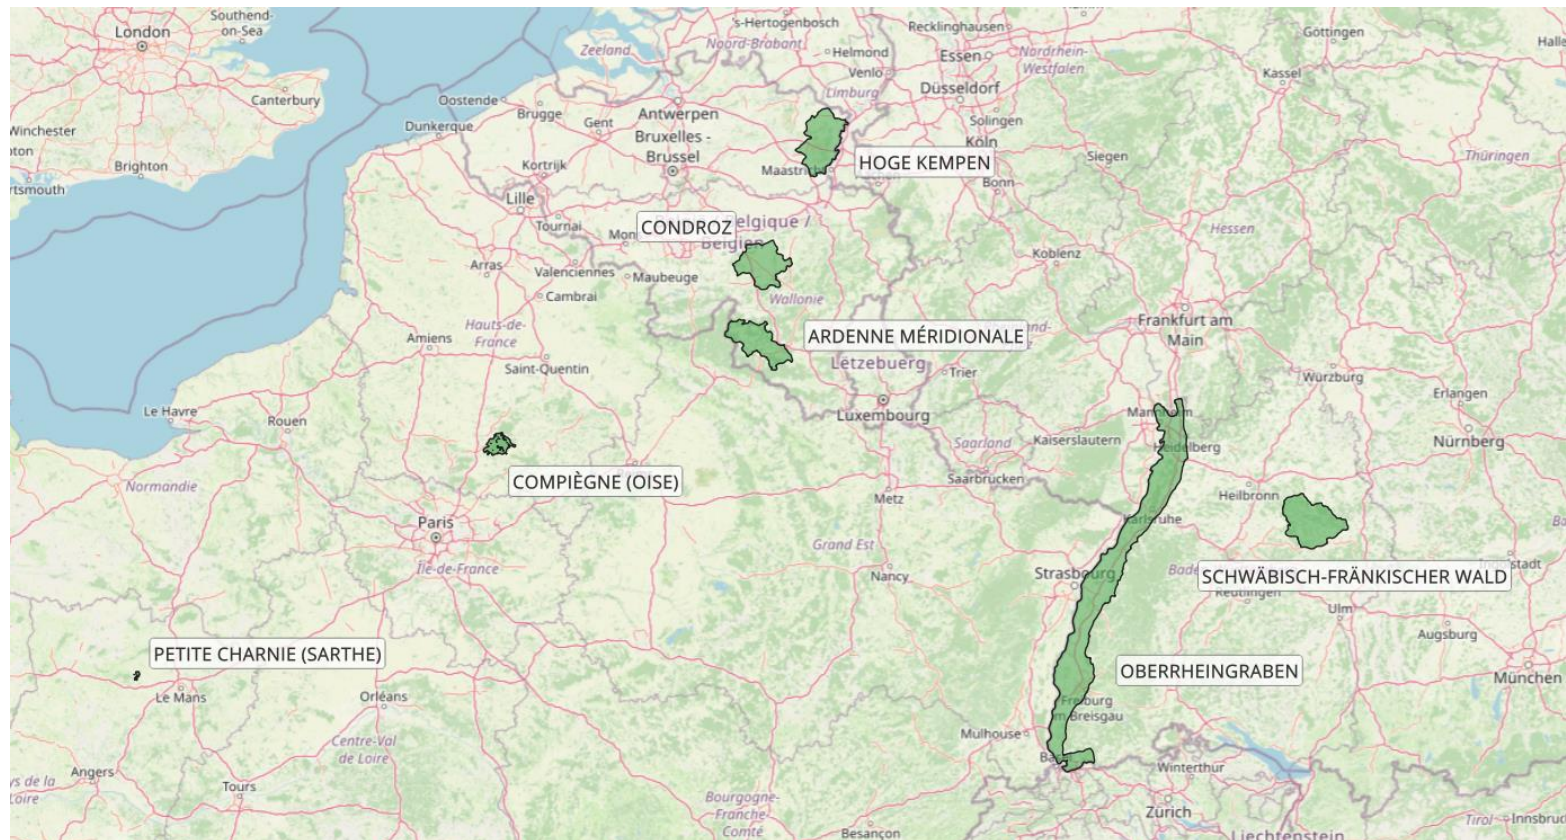 London
Southend-
on-Sea
Canterbury
Winchester
Brighton
's-Hertogenbosch
Noord-Brabant
Zeeland
Helmond
Venlo
Limburg
Recklinghausen
Essen
Nordrhein-
Westfalen
Düsseldorf
Solingen
Köln
Bonn
Siegen
Göttingen
Kassel
Halle
Thüringen
Oostende
Dunkerque
Brugge
Gent
Antwerpen
Bruxelles -
Brussel
Kortrijk
Lille
Tournai
HOGE KEMPEN
CONDROZ
België
Hessen
Koblenz
Arras
Valenciennes
Maubeuge
Cambrai
Wallonie
Hauts-de-
France
Amiens
Saint-Quentin
ARDENNE MÉRIDIONALE
Lëtzebuerg
Trier
Luxembourg
Frankfurt am
Main
Würzburg
Erlangen
Nürnberg
Le Havre
Rouen
Normandie
COMPIÈGNE (OISE)
Saarland
Kaiserslautern
Saarbrücken
Mannheim
Heidelberg
Heilbronn
Karlsruhe
Metz
Paris
Île-de-France
Grand Est
Nancy
Strasbourg
SCHWÄBISCH-FRÄNKISCHER WALD
Reutlingen
Ulm
Augsburg
München
PETITE CHARNIE (SARTHE)
Le Mans
Orléans
OBERRHEINGRABEN
Freiburg
im Breisgau
Mulhouse
Centre-Val
de Loire
Angers
Tours
Bourgogne-
Franche-
Comté
Besançon
Winterthur
Zürich
Liechtenstein
Tirol
Innsbru